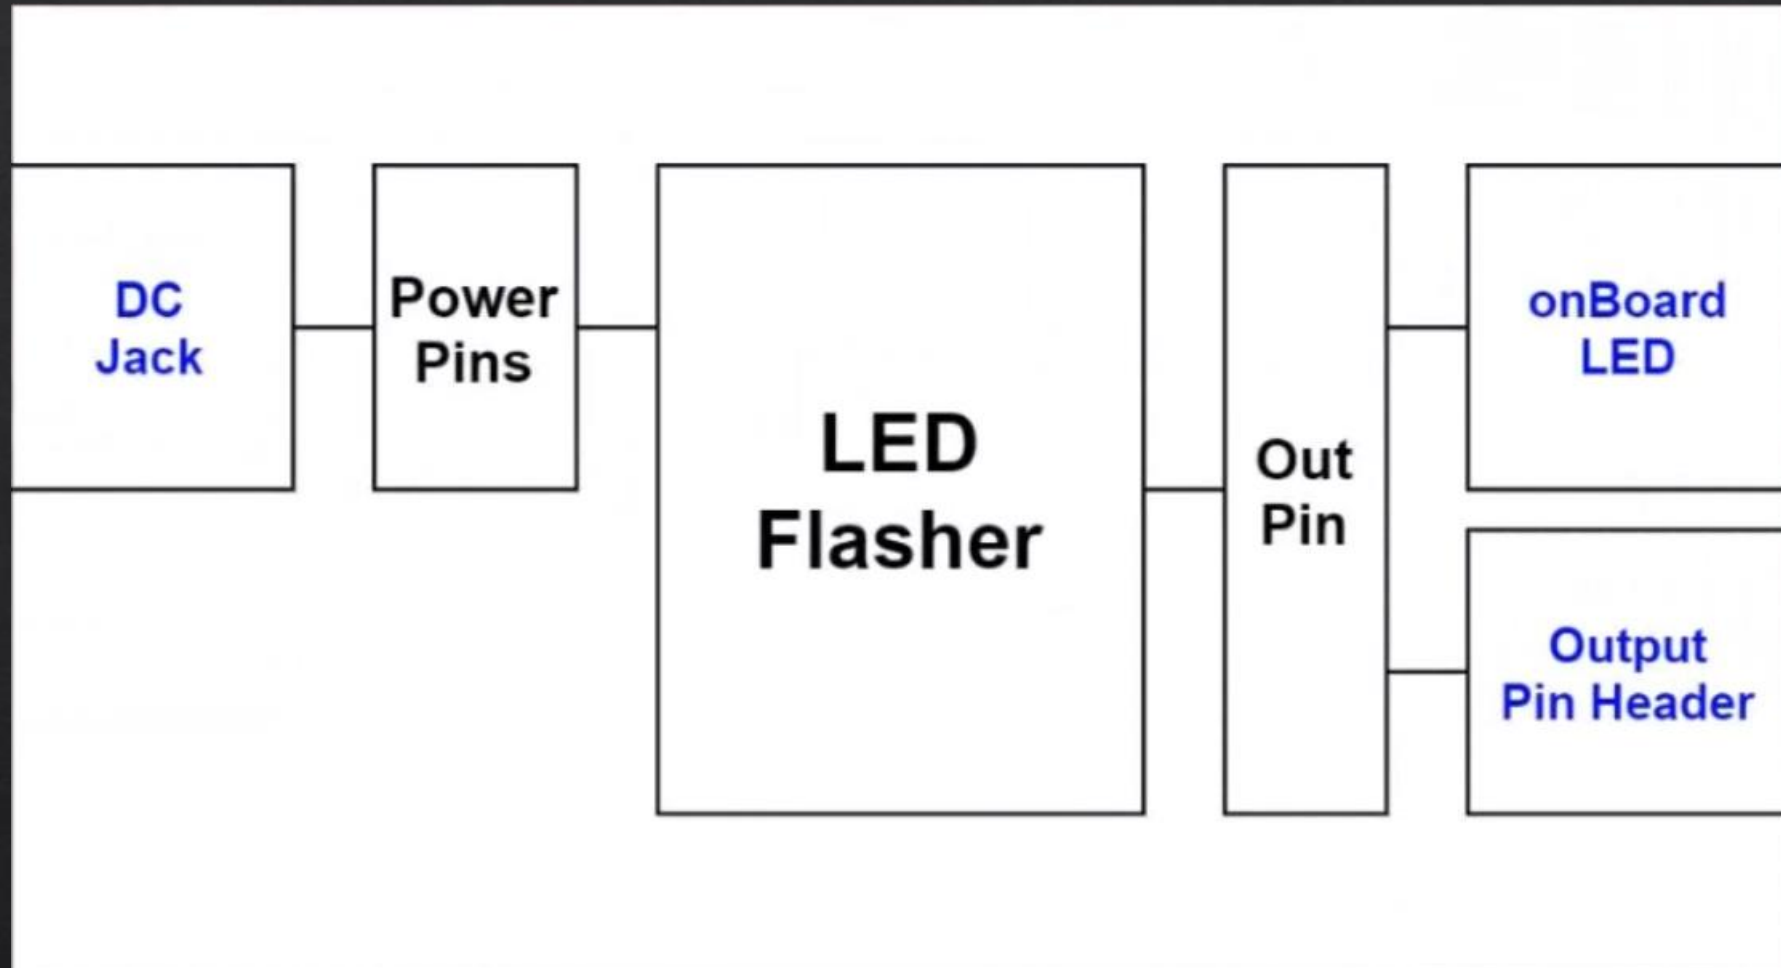 DC
Jack
Power
Pins
LED
Flasher
Out
Pin
onBoard
LED
Output
Pin Header